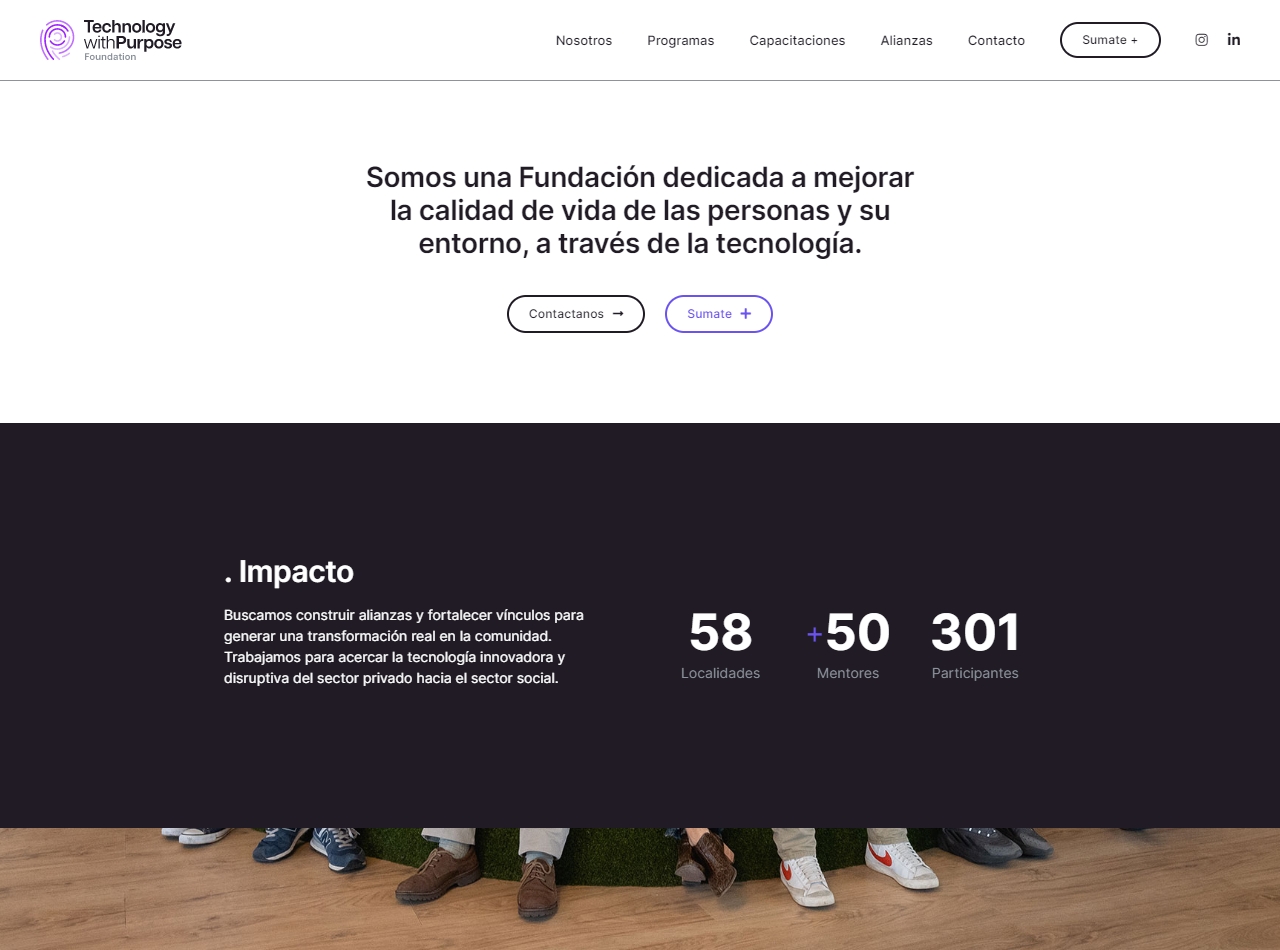 Technology
withPurpose
Foundation
Nosotros
Programas
Capacitaciones
Alianzas
Contacto
Sumate +
Somos una Fundación dedicada a mejorar
la calidad de vida de las personas y su
entorno, a través de la tecnología.
Contactanos →
Sumate +
. Impacto
Buscamos construir alianzas y fortalecer vínculos para
generar una transformación real en la comunidad.
Trabajamos para acercar la tecnología innovadora y
disruptiva del sector privado hacia el sector social.
58
Localidades
+50
Mentores
301
Participantes